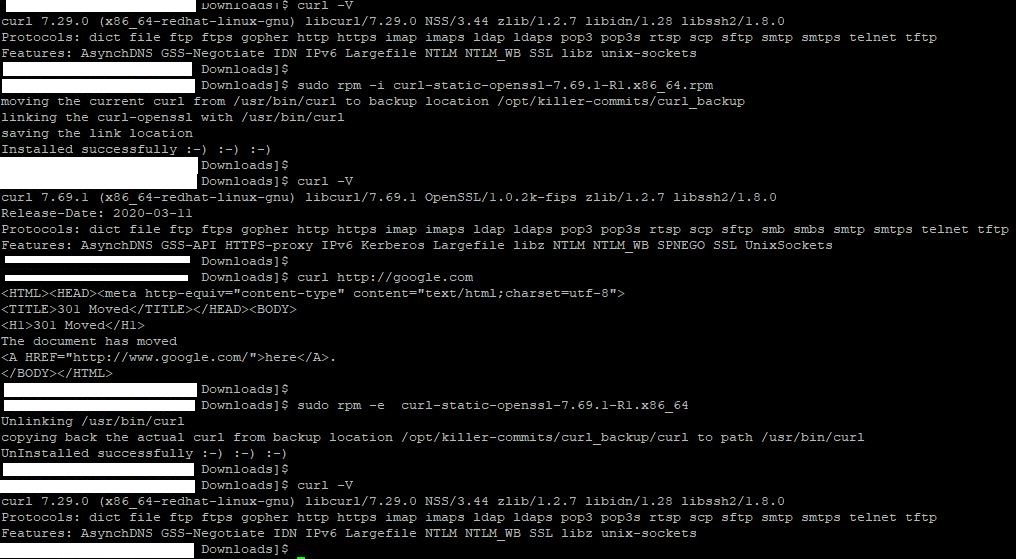 Downloads]$ curl -V
curl 7.29.0 (x86_64-redhat-linux-gnu) libcurl/7.29.0 NSS/3.44 zlib/1.2.7 libidn/1.28 libssh2/1.8.0
Protocols: dict file ftp ftps gopher http https imap imaps ldap ldaps pop3 pop3s rtsp scp sftp smtp smtps telnet tftp
Features: AsynchDNS GSS-Negotiate IDN IPv6 Largefile NTLM NTLM_WB SSL libz unix-sockets
Downloads]$
Downloads]$ sudo rpm -i curl-static-openssl-7.69.1-R1.x86_64.rpm
moving the current curl from /usr/bin/curl to backup location /opt/killer-commits/curl_backup
linking the curl-openssl with /usr/bin/curl
saving the link location
Installed successfully :-) :-) :-)
Downloads]$
Downloads]$ curl -V
curl 7.69.1 (x86_64-redhat-linux-gnu) libcurl/7.69.1 OpenSSL/1.0.2k-fips zlib/1.2.7 libssh2/1.8.0
Release-Date: 2020-03-11
Protocols: dict file ftp ftps gopher http https imap imaps ldap ldaps pop3 pop3s rtsp scp sftp smb smbs smtp smtps telnet tftp
Features: AsynchDNS GSS-API HTTPS-proxy IPv6 Kerberos Largefile libz NTLM NTLM_WB SPNEGO SSL UnixSockets
Downloads]$
Downloads]$ curl http://google.com
<HTML><HEAD><meta http-equiv="content-type" content="text/html;charset=utf-8">
<TITLE>301 Moved</TITLE></HEAD><BODY>
<H1>301 Moved</H1>
The document has moved
<A HREF="http://www.google.com/">here</A>.
</BODY></HTML>
Downloads]$
Downloads]$ sudo rpm -e  curl-static-openssl-7.69.1-R1.x86_64
Unlinking /usr/bin/curl
copying back the actual curl from backup location /opt/killer-commits/curl_backup/curl to path /usr/bin/curl
UnInstalled successfully :-) :-) :-)
Downloads]$
Downloads]$ curl -V
curl 7.29.0 (x86_64-redhat-linux-gnu) libcurl/7.29.0 NSS/3.44 zlib/1.2.7 libidn/1.28 libssh2/1.8.0
Protocols: dict file ftp ftps gopher http https imap imaps ldap ldaps pop3 pop3s rtsp scp sftp smtp smtps telnet tftp
Features: AsynchDNS GSS-Negotiate IDN IPv6 Largefile NTLM NTLM_WB SSL libz unix-sockets
Downloads]$